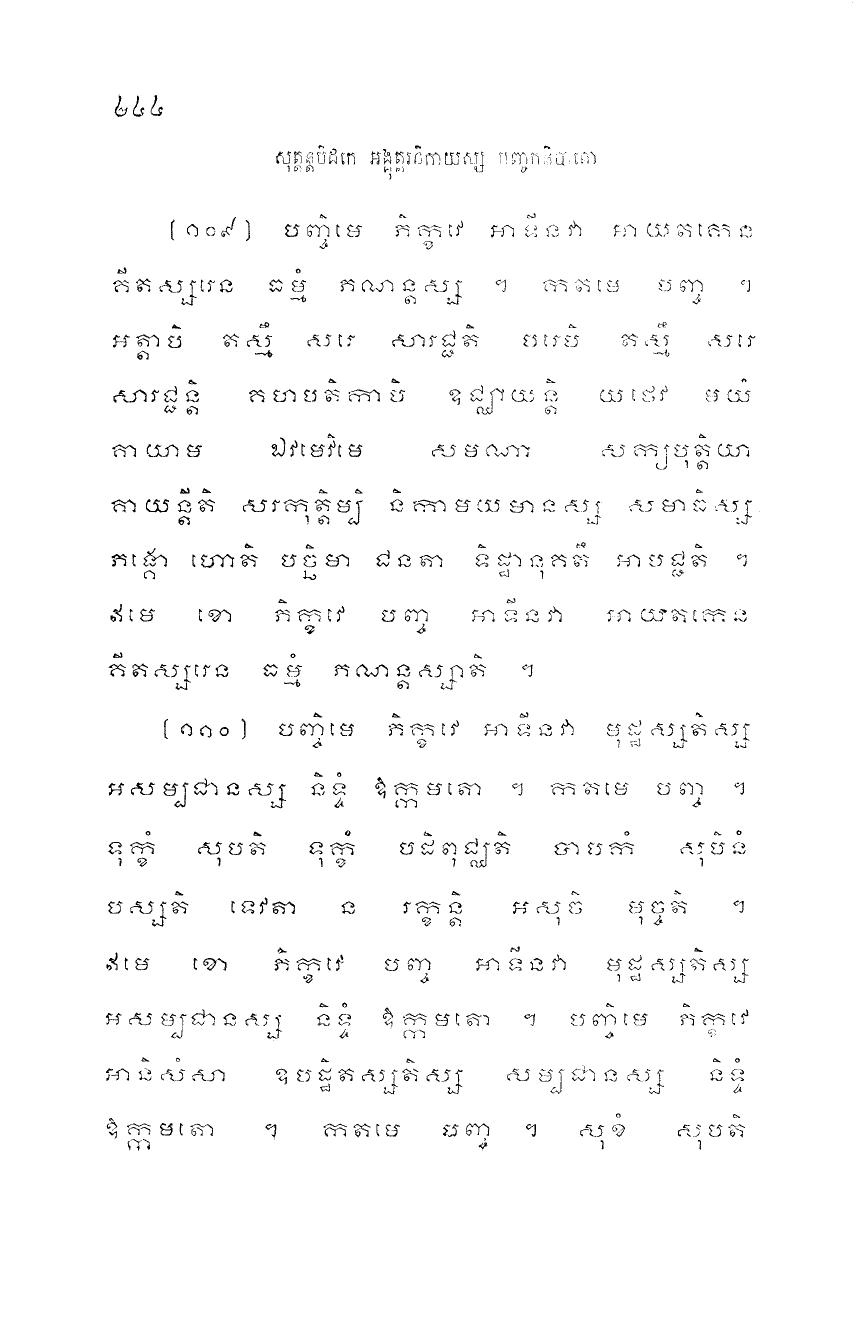 ៤៤៤
សុត្តន្តបិដកេ អង្គុត្តរនិកាយស្ស បញ្ចកនិបាតោ
(១០៩) បញ្ចិមេ ភិក្ខវេ អាទីនវា អាយតកេន
គីតស្សរេន ធម្មំ ភណន្តស្ស ។ កតមេ បញ្ច ។
អត្តាបិ តស្មឹ សរេ សារជ្ជតិ បរេបិ តស្មឹ សរេ
សារជ្ជន្តិ គហបតិកាបិ ឧជ្ឈាយន្តិ យថេវ មយំ
គាយាម ឯវមេវិមេ សមណា សក្យបុត្តិយា
គាយន្តីតិ សរកុត្តិម្បិ និកាមយមានស្ស សមាធិស្ស
ភង្គោ ហោតិ បច្ឆិមា ជនតា ទិដ្ឋានុគតឹ អាបជ្ជតិ ។
ឥមេ ខោ ភិក្ខវេ បញ្ច អាទីនវា អាយតកេន
គីតស្សរេន ធម្មំ ភណន្តស្សាតិ ។
(១១០) បញ្ចិមេ ភិក្ខវេ អាទីនវា មុដ្ឋស្សតិស្ស
អសម្បជានស្ស និទ្ទំ ឱក្កមតោ ។ កតមេ បញ្ច ។
ទុក្ខំ សុបតិ ទុក្ខំ បដិពុជ្ឈតិ បាបកំ សុបិនំ
បស្សតិ ទេវតា ន រក្ខន្តិ អសុចិ មុច្ចតិ ។
ឥមេ ខោ ភិក្ខវេ បញ្ច អាទីនវា មុដ្ឋស្សតិស្ស
អសម្បជានស្ស និទ្ទំ ឱក្កមតោ ។ បញ្ចិមេ ភិក្ខវេ
អានិសំសា ឧបដ្ឋិតស្សតិស្ស សម្បជានស្ស និទ្ទំ
ឱក្កមតោ ។ កតមេ បញ្ច ។ សុខំ សុបតិ